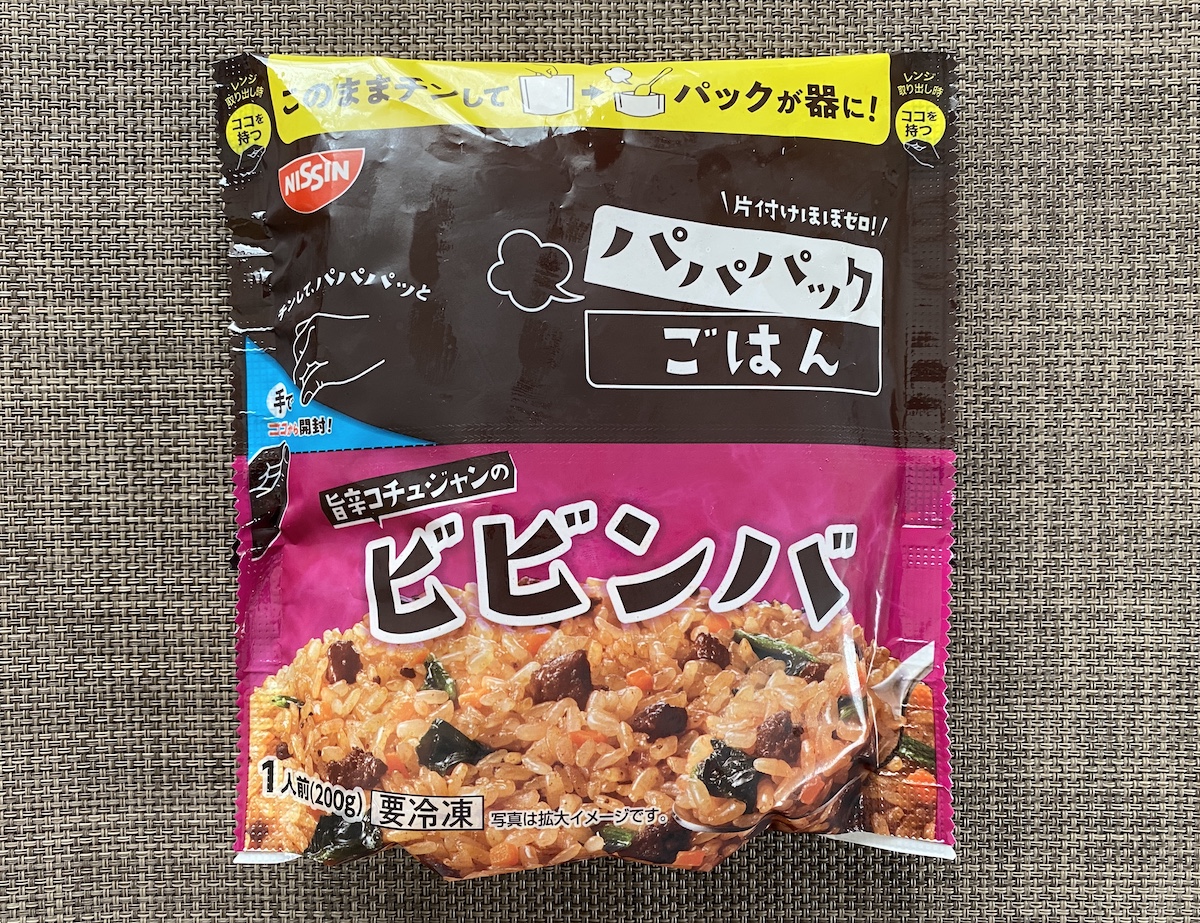 レンジ
取り出し時
ココを
持つ
このままチンして→パックが器に!
レンジ
取り出し時
ココを
持つ
NISSIN
\片付けほぼゼロ!/
パパパック
ごはん
チンして、パパパッと
手で
ココから開封!
旨辛コチュジャンの
ビビンバ
1人前(200g) 要冷凍 写真は拡大イメージです。